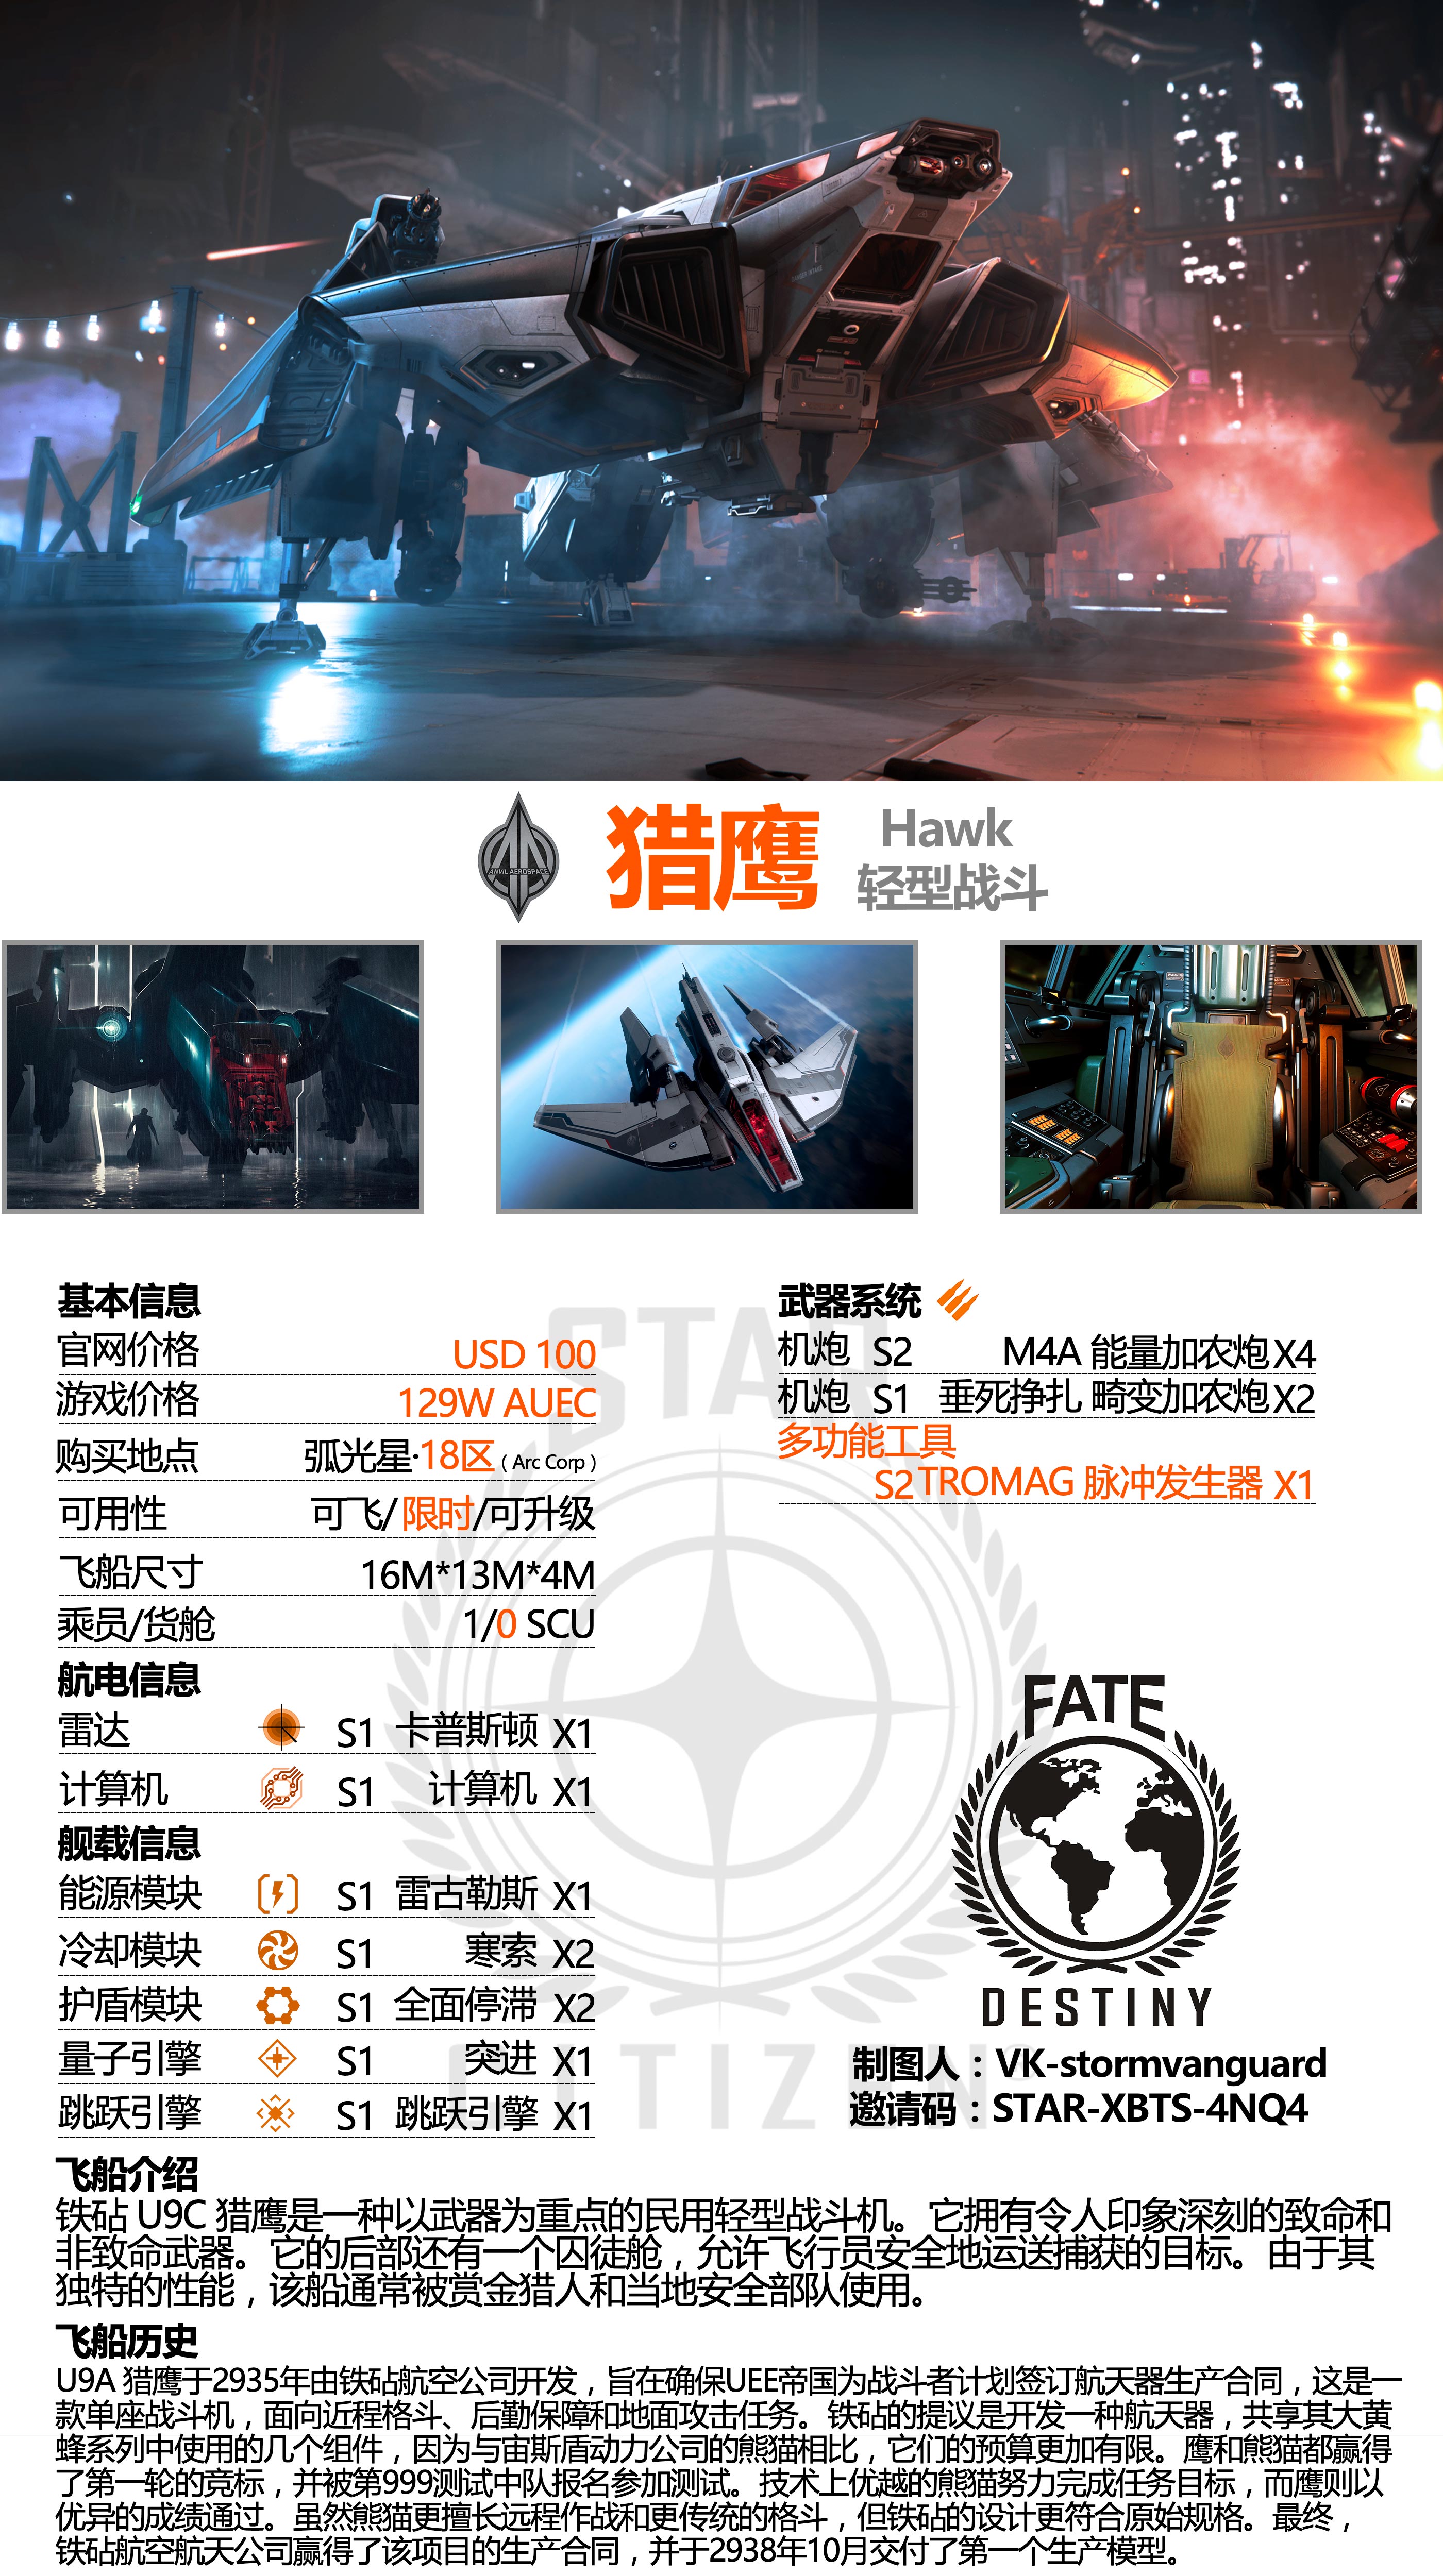 ANVIL AEROSPACE
猎鹰
Hawk
轻型战斗
基本信息
官网价格 USD 100
游戏价格 129W AUEC
购买地点 弧光星·18区 ( Arc Corp )
可用性 可飞/限时/可升级
飞船尺寸 16M*13M*4M
乘员/货舱 1/0 SCU
航电信息
雷达 S1 卡普斯顿 X1
计算机 S1 计算机 X1
舰载信息
能源模块 S1 雷古勒斯 X1
冷却模块 S1 寒索 X2
护盾模块 S1 全面停滞 X2
量子引擎 S1 突进 X1
跳跃引擎 S1 跳跃引擎 X1
武器系统
机炮 S2 M4A 能量加农炮 X4
机炮 S1 垂死挣扎 畸变加农炮 X2
多功能工具
S2 TROMAG 脉冲发生器 X1
STAR
CITIZEN
FATE
DESTINY
制图人：VK-stormvanguard
邀请码：STAR-XBTS-4NQ4
飞船介绍
铁砧 U9C 猎鹰是一种以武器为重点的民用轻型战斗机。它拥有令人印象深刻的致命和
非致命武器。它的后部还有一个囚徒舱，允许飞行员安全地运送捕获的目标。由于其
独特的性能，该船通常被赏金猎人和当地安全部队使用。
飞船历史
U9A 猎鹰于2935年由铁砧航空公司开发，旨在确保UEE帝国为战斗者计划签订航天器生产合同，这是一
款单座战斗机，面向近程格斗、后勤保障和地面攻击任务。铁砧的提议是开发一种航天器，共享其大黄
蜂系列中使用的几个组件，因为与宙斯盾动力公司的熊猫相比，它们的预算更加有限。鹰和熊猫都赢得
了第一轮的竞标，并被第999测试中队报名参加测试。技术上优越的熊猫努力完成任务目标，而鹰则以
优异的成绩通过。虽然熊猫更擅长远程作战和更传统的格斗，但铁砧的设计更符合原始规格。最终，
铁砧航空航天公司赢得了该项目的生产合同，并于2938年10月交付了第一个生产模型。